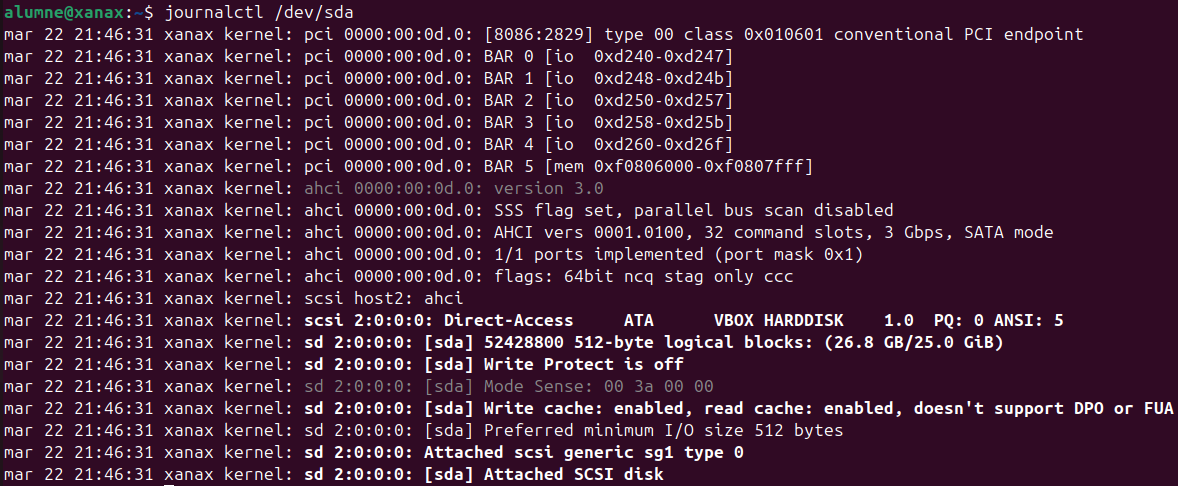 alumne@xanax:~$ journalctl /dev/sda
mar 22 21:46:31 xanax kernel: pci 0000:00:0d.0: [8086:2829] type 00 class 0x010601 conventional PCI endpoint
mar 22 21:46:31 xanax kernel: pci 0000:00:0d.0: BAR 0 [io  0xd240-0xd247]
mar 22 21:46:31 xanax kernel: pci 0000:00:0d.0: BAR 1 [io  0xd248-0xd24b]
mar 22 21:46:31 xanax kernel: pci 0000:00:0d.0: BAR 2 [io  0xd250-0xd257]
mar 22 21:46:31 xanax kernel: pci 0000:00:0d.0: BAR 3 [io  0xd258-0xd25b]
mar 22 21:46:31 xanax kernel: pci 0000:00:0d.0: BAR 4 [io  0xd260-0xd26f]
mar 22 21:46:31 xanax kernel: pci 0000:00:0d.0: BAR 5 [mem 0xf0806000-0xf0807fff]
mar 22 21:46:31 xanax kernel: ahci 0000:00:0d.0: version 3.0
mar 22 21:46:31 xanax kernel: ahci 0000:00:0d.0: SSS flag set, parallel bus scan disabled
mar 22 21:46:31 xanax kernel: ahci 0000:00:0d.0: AHCI vers 0001.0100, 32 command slots, 3 Gbps, SATA mode
mar 22 21:46:31 xanax kernel: ahci 0000:00:0d.0: 1/1 ports implemented (port mask 0x1)
mar 22 21:46:31 xanax kernel: ahci 0000:00:0d.0: flags: 64bit ncq stag only ccc
mar 22 21:46:31 xanax kernel: scsi host2: ahci
mar 22 21:46:31 xanax kernel: scsi 2:0:0:0: Direct-Access     ATA      VBOX HARDDISK    1.0  PQ: 0 ANSI: 5
mar 22 21:46:31 xanax kernel: sd 2:0:0:0: [sda] 52428800 512-byte logical blocks: (26.8 GB/25.0 GiB)
mar 22 21:46:31 xanax kernel: sd 2:0:0:0: [sda] Write Protect is off
mar 22 21:46:31 xanax kernel: sd 2:0:0:0: [sda] Mode Sense: 00 3a 00 00
mar 22 21:46:31 xanax kernel: sd 2:0:0:0: [sda] Write cache: enabled, read cache: enabled, doesn't support DPO or FUA
mar 22 21:46:31 xanax kernel: sd 2:0:0:0: [sda] Preferred minimum I/O size 512 bytes
mar 22 21:46:31 xanax kernel: sd 2:0:0:0: Attached scsi generic sg1 type 0
mar 22 21:46:31 xanax kernel: sd 2:0:0:0: [sda] Attached SCSI disk